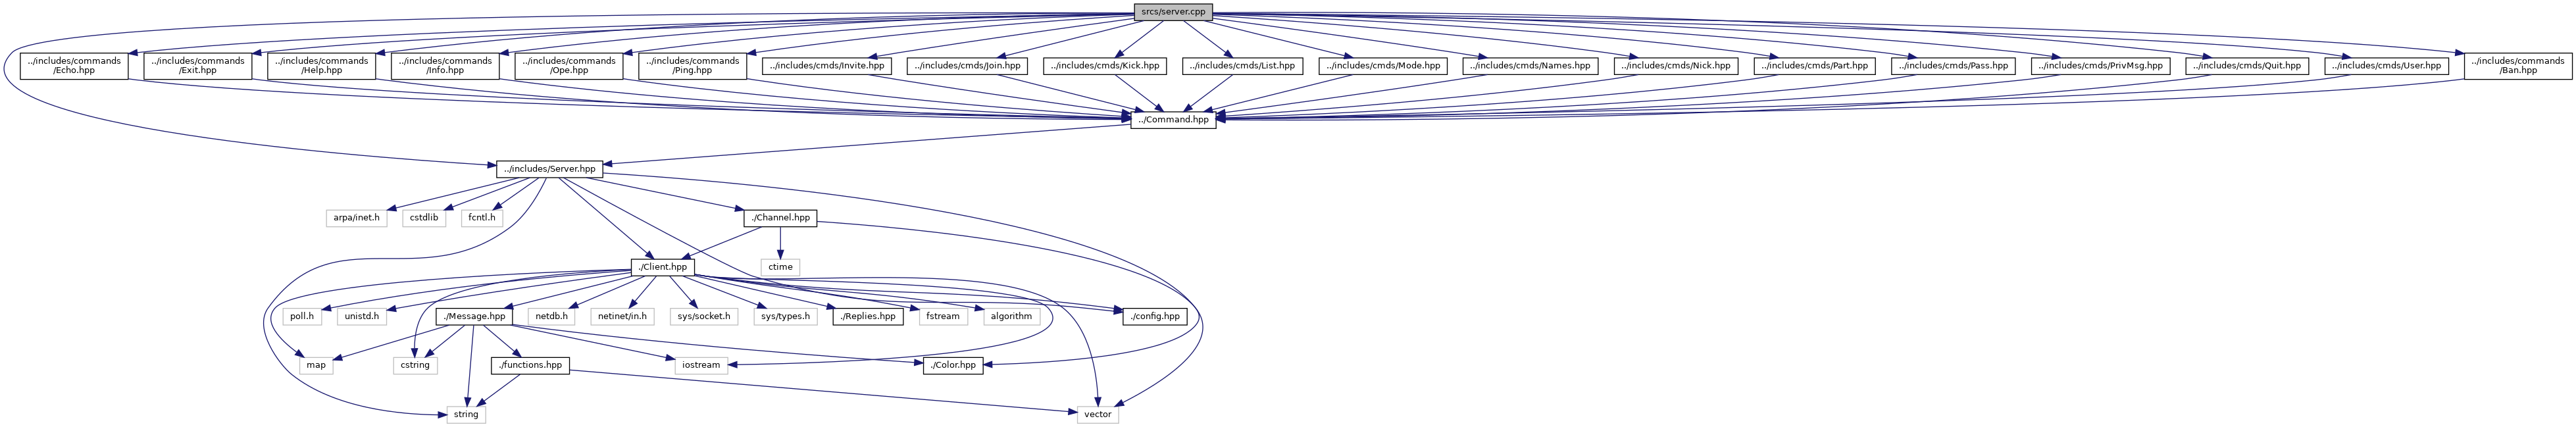 srcs/server.cpp
../includes/commands
/Echo.hpp
../includes/commands
/Exit.hpp
../includes/commands
/Help.hpp
../includes/commands
/Info.hpp
../includes/commands
/Ope.hpp
../includes/commands
/Ping.hpp
../includes/cmds/Invite.hpp
../includes/cmds/Join.hpp
../includes/cmds/Kick.hpp
../includes/cmds/List.hpp
../includes/cmds/Mode.hpp
../includes/cmds/Names.hpp
../includes/cmds/Nick.hpp
../includes/cmds/Part.hpp
../includes/cmds/Pass.hpp
../includes/cmds/PrivMsg.hpp
../includes/cmds/Quit.hpp
../includes/cmds/User.hpp
../includes/commands
/Ban.hpp
../Command.hpp
../includes/Server.hpp
arpa/inet.h
cstdlib
fcntl.h
./Channel.hpp
./Client.hpp
ctime
poll.h
unistd.h
./Message.hpp
netdb.h
netinet/in.h
sys/socket.h
sys/types.h
./Replies.hpp
fstream
algorithm
./config.hpp
map
cstring
./functions.hpp
iostream
./Color.hpp
string
vector